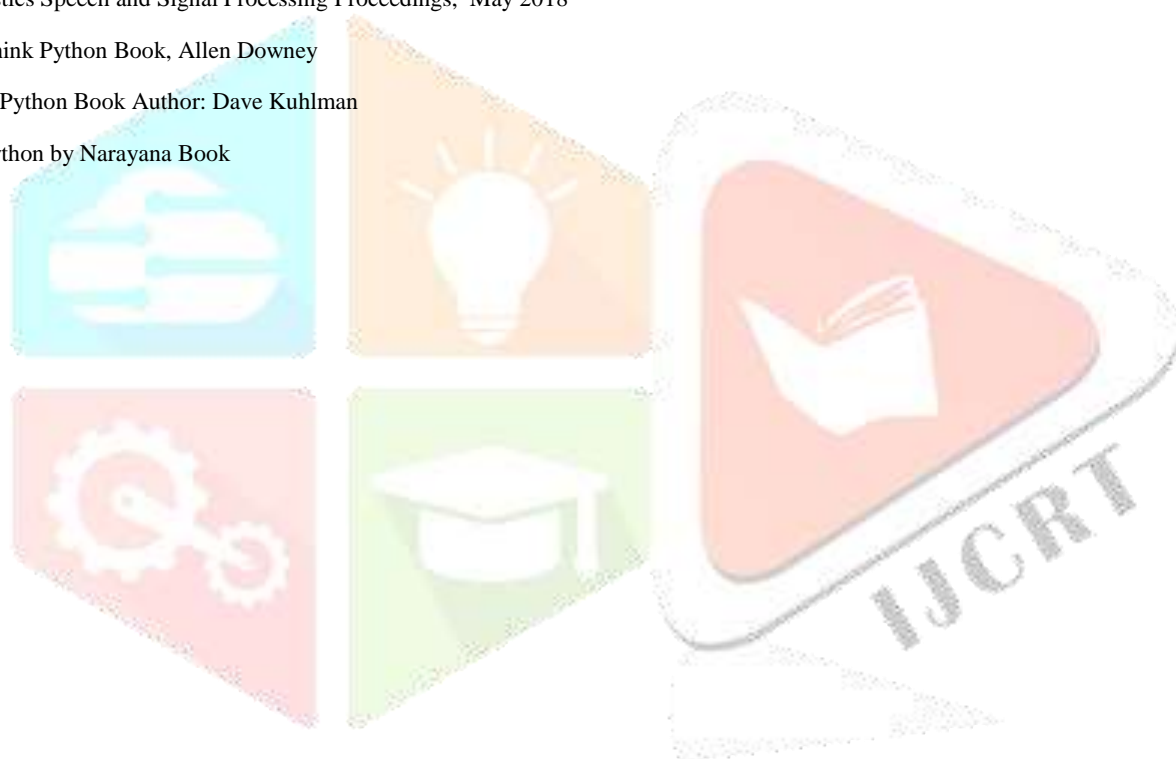 stics Speech and Signal Processing Proceedings, May 2018
ink Python Book, Allen Downey
Python Book Author: Dave Kuhlman
thon by Narayana Book
IJCRT